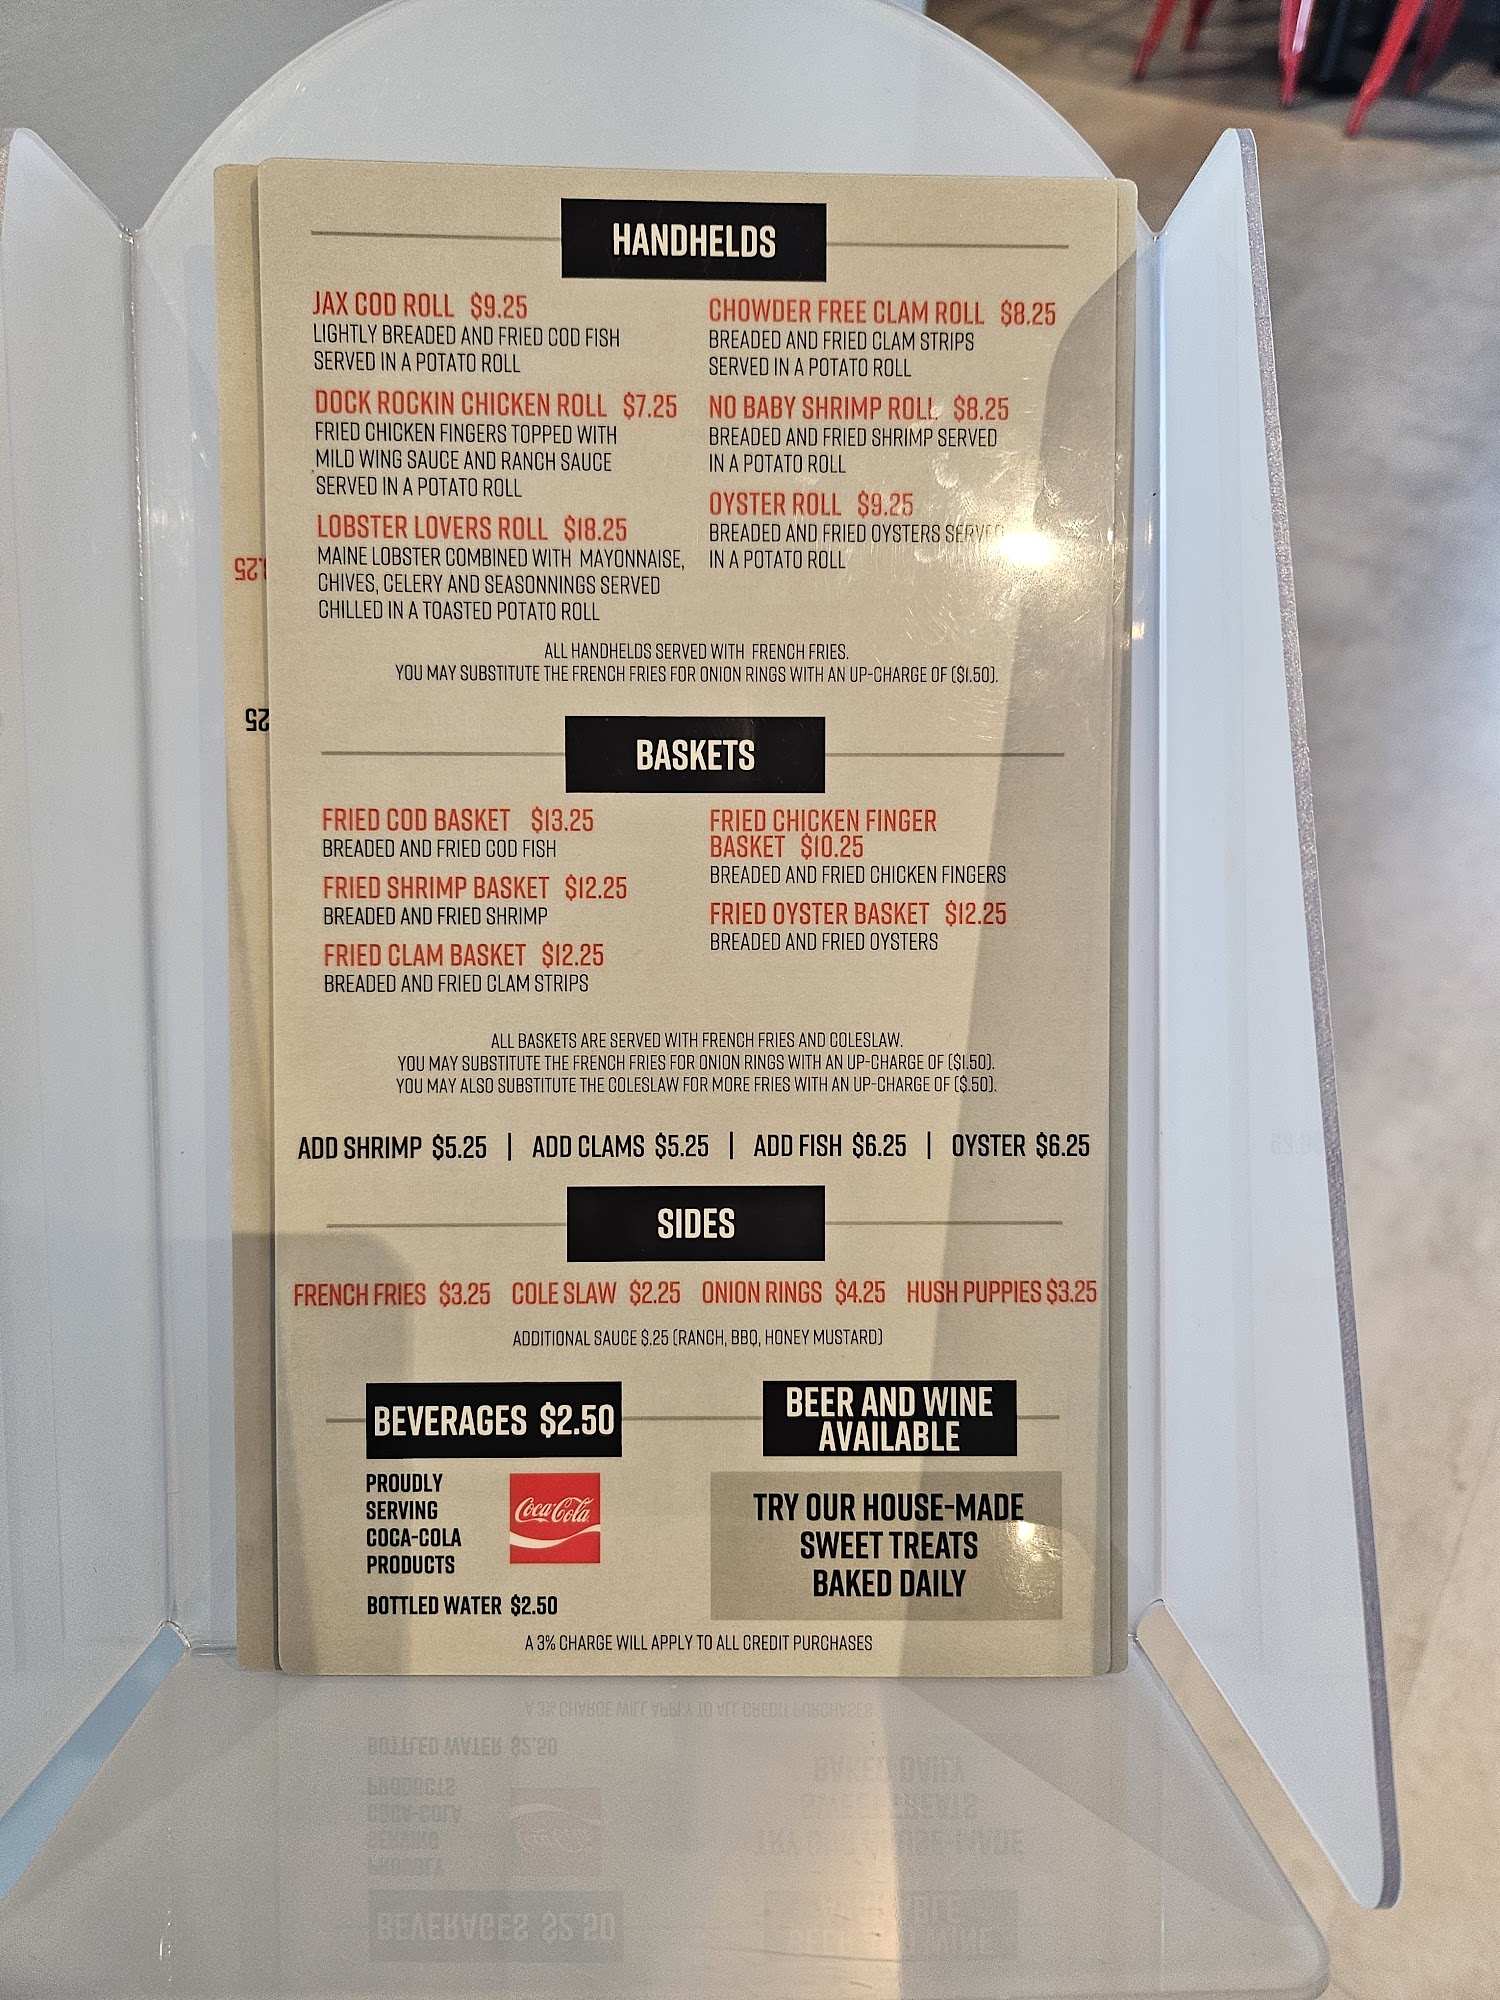 HANDHELDS
JAX COD ROLL $9.25
LIGHTLY BREADED AND FRIED COD FISH
SERVED IN A POTATO ROLL
DOCK ROCKIN CHICKEN ROLL $7.25
FRIED CHICKEN FINGERS TOPPED WITH
MILD WING SAUCE AND RANCH SAUCE
SERVED IN A POTATO ROLL
LOBSTER LOVERS ROLL $18.25
MAINE LOBSTER COMBINED WITH MAYONNAISE,
CHIVES, CELERY AND SEASONNINGS SERVED
CHILLED IN A TOASTED POTATO ROLL
CHOWDER FREE CLAM ROLL $8.25
BREADED AND FRIED CLAM STRIPS
SERVED IN A POTATO ROLL
NO BABY SHRIMP ROLL $8.25
BREADED AND FRIED SHRIMP SERVED
IN A POTATO ROLL
OYSTER ROLL $9.25
BREADED AND FRIED OYSTERS SERVED
IN A POTATO ROLL
ALL HANDHELDS SERVED WITH FRENCH FRIES.
YOU MAY SUBSTITUTE THE FRENCH FRIES FOR ONION RINGS WITH AN UP-CHARGE OF ($1.50).
BASKETS
FRIED COD BASKET $13.25
BREADED AND FRIED COD FISH
FRIED SHRIMP BASKET $12.25
BREADED AND FRIED SHRIMP
FRIED CLAM BASKET $12.25
BREADED AND FRIED CLAM STRIPS
FRIED CHICKEN FINGER
BASKET $10.25
BREADED AND FRIED CHICKEN FINGERS
FRIED OYSTER BASKET $12.25
BREADED AND FRIED OYSTERS
ALL BASKETS ARE SERVED WITH FRENCH FRIES AND COLESLAW.
YOU MAY SUBSTITUTE THE FRENCH FRIES FOR ONION RINGS WITH AN UP-CHARGE OF ($1.50).
YOU MAY ALSO SUBSTITUTE THE COLESLAW FOR MORE FRIES WITH AN UP-CHARGE OF ($.50).
ADD SHRIMP $5.25 | ADD CLAMS $5.25 | ADD FISH $6.25 | OYSTER $6.25
SIDES
FRENCH FRIES $3.25 COLE SLAW $2.25 ONION RINGS $4.25 HUSH PUPPIES $3.25
ADDITIONAL SAUCE $.25 (RANCH, BBQ, HONEY MUSTARD)
BEVERAGES $2.50
PROUDLY
SERVING
COCA-COLA
PRODUCTS
Coca-Cola
BOTTLED WATER $2.50
BEER AND WINE
AVAILABLE
TRY OUR HOUSE-MADE
SWEET TREATS
BAKED DAILY
A 3% CHARGE WILL APPLY TO ALL CREDIT PURCHASES